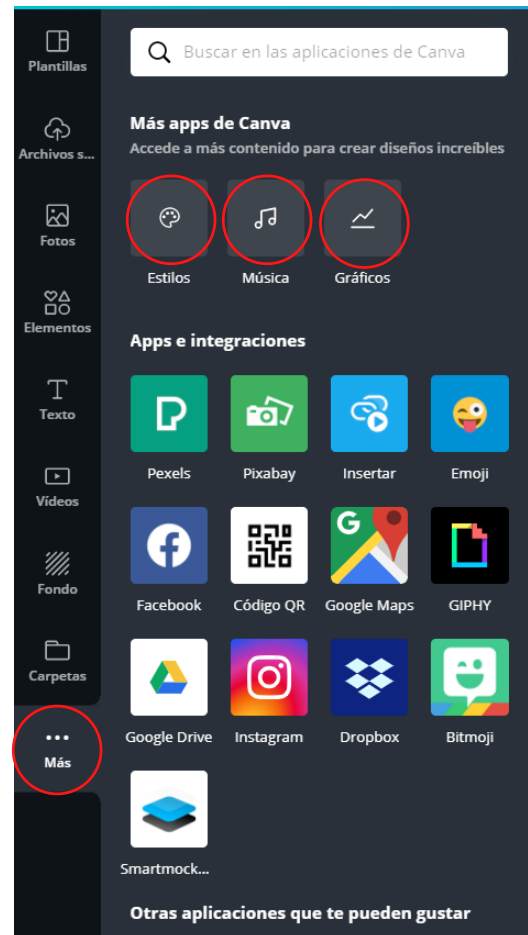 Plantillas
Archivos s...
Fotos
Elementos
Texto
Vídeos
Fondo
Carpetas
Más
Buscar en las aplicaciones de Canva
Más apps de Canva
Accede a más contenido para crear diseños increíbles
Estilos Música Gráficos
Apps e integraciones
Pexels Pixabay Insertar Emoji
G
Facebook Código QR Google Maps GIPHY
Google Drive Instagram Dropbox Bitmoji
Smartmock...
Otras aplicaciones que te pueden gustar